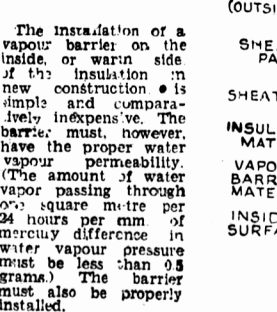 The Installation of a
vapour barrier on the
inside, or warm side
of the insulation in
new construction is
simple and compara-
tively inexpensive. The
barrier must, however,
have the proper water
vapour permeability.
(The amount of water
vapor passing through
one square metre per
24 hours per mm. of
mercury difference in
water vapour pressure
must be less than 0.5
grams.) The barrier
must also be properly
installed.
(OUTSI
SHEA
PA
SHEAT
INSUL
MAT
VAPO
BARR
MATE
INSID
SURFA